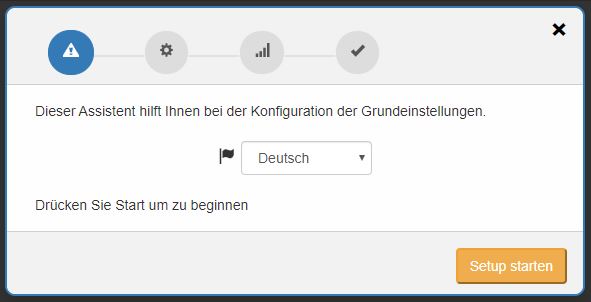 Dieser Assistent hilft Ihnen bei der Konfiguration der Grundeinstellungen.
Deutsch
Drücken Sie Start um zu beginnen
Setup starten